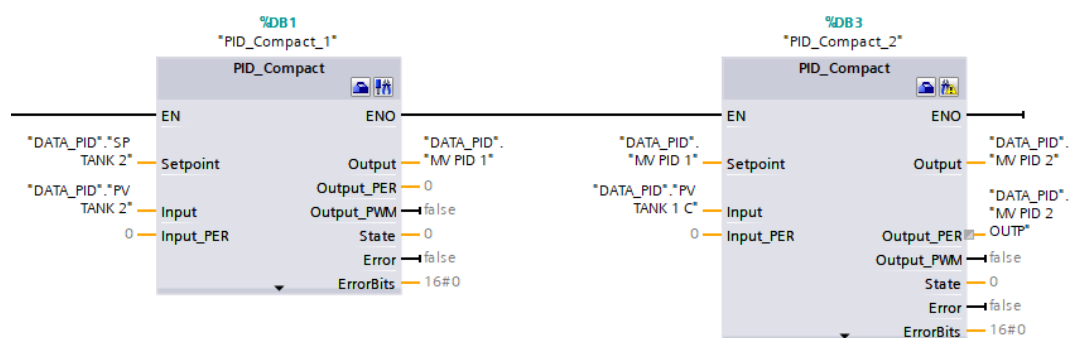 %DB1
"PID_Compact_1"
PID_Compact
EN
ENO
"DATA_PID"."SP
TANK 2"
Setpoint
"DATA_PID"."PV
TANK 2"
Input
0
Input_PER
Output
"DATA_PID".
"MV PID 1"
Output_PER
0
Output_PWM
false
State
0
Error
false
ErrorBits
16#0
%DB3
"PID_Compact_2"
PID_Compact
EN
ENO
"DATA_PID".
"MV PID 1"
Setpoint
"DATA_PID"."PV
TANK 1 C"
Input
0
Input_PER
Output
"DATA_PID".
"MV PID 2"
Output_PER
"DATA_PID".
"MV PID 2
OUTP"
Output_PWM
false
State
0
Error
false
ErrorBits
16#0